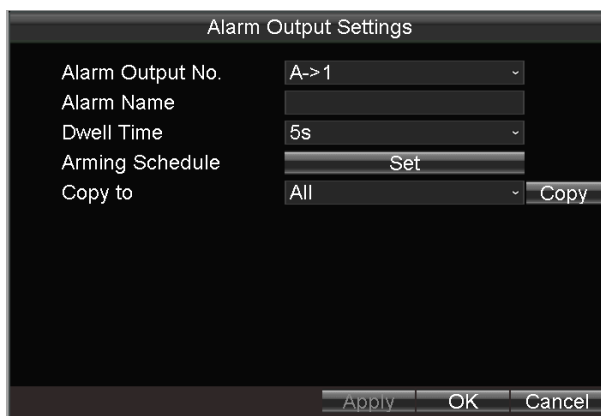 Alarm Output Settings
Alarm Output No. A->1
Alarm Name
Dwell Time 5s
Arming Schedule Set
Copy to All Copy
Apply OK Cancel